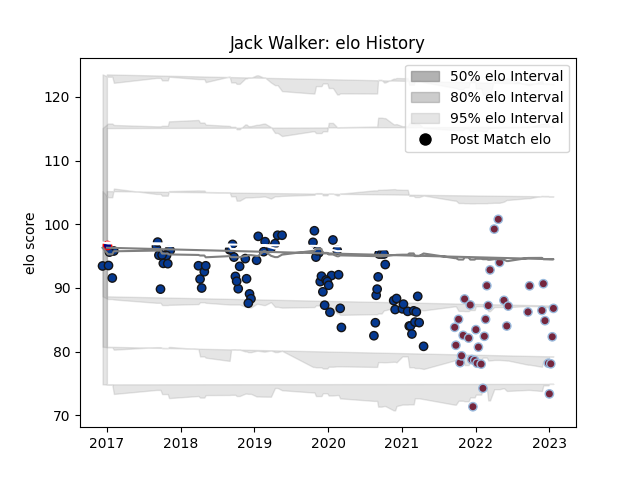 Jack Walker: elo History
50% elo Interval
80% elo Interval
95% elo Interval
Post Match elo
elo score
120
110
100
90
80
70
2017 2018 2019 2020 2021 2022 2023